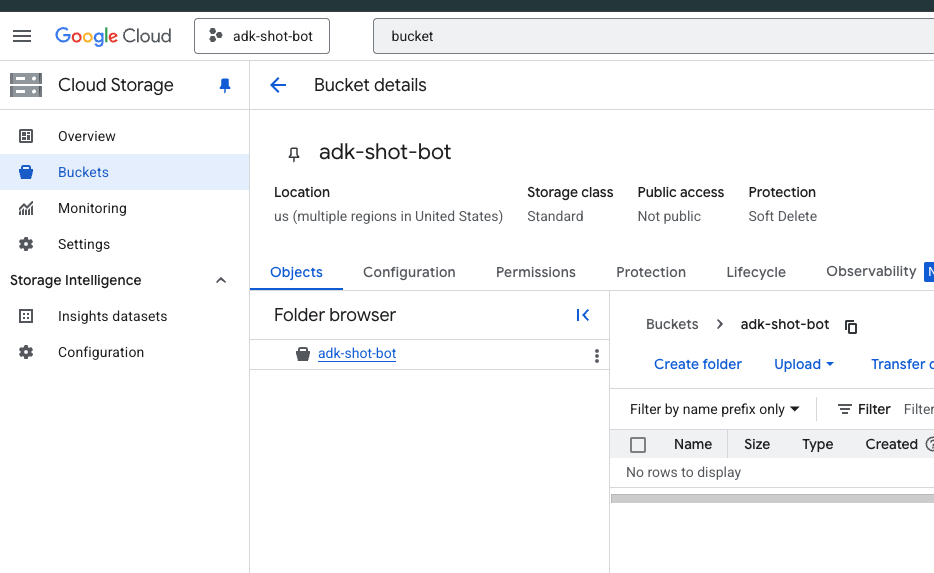 Google Cloud
adk-shot-bot
bucket
Cloud Storage
Bucket details
Overview
Buckets
Monitoring
Settings
Storage Intelligence
Insights datasets
Configuration
adk-shot-bot
Location
Storage class
Public access
Protection
us (multiple regions in United States)
Standard
Not public
Soft Delete
Objects
Configuration
Permissions
Protection
Lifecycle
Observability
Folder browser
adk-shot-bot
Buckets
adk-shot-bot
Create folder
Upload
Transfer
Filter by name prefix only
Filter
Filter
Name
Size
Type
Created
No rows to display